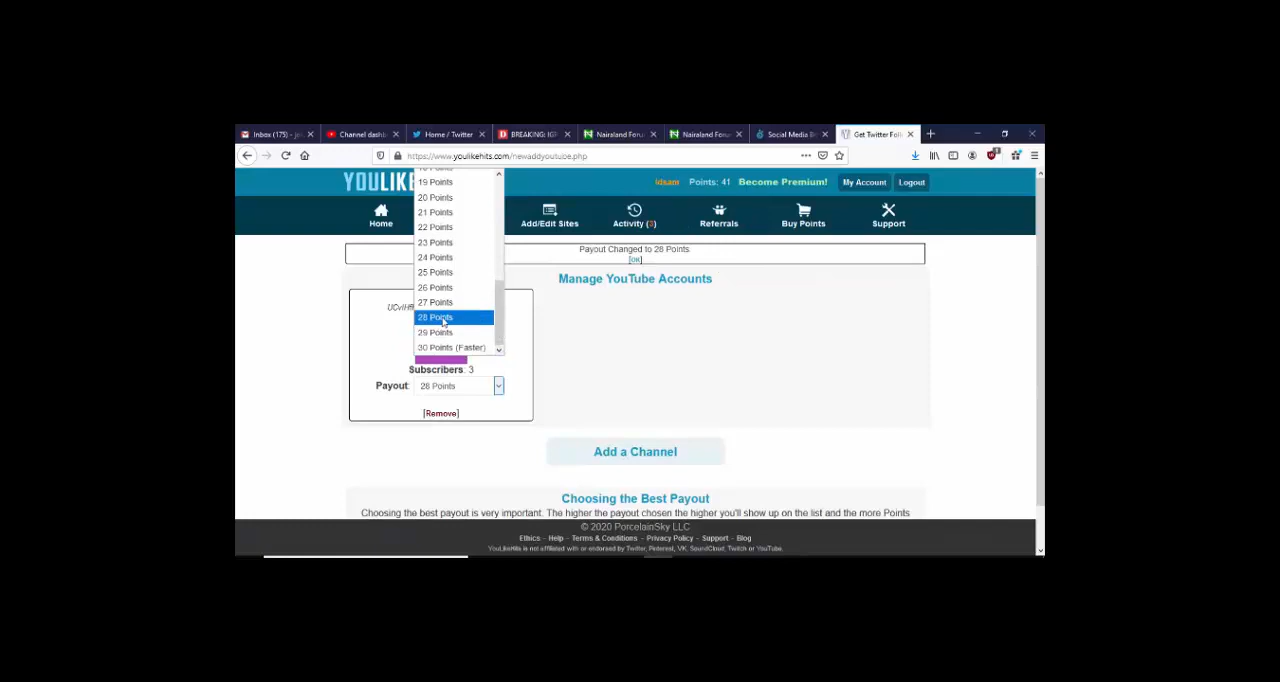 Inbox (175) - Channel dashb Home / Twitter BREAKING: IGP Nairaland Foru Nairaland Foru Social Media B Get Twitter Foll
https://www.youlikehits.com/newaddyoutube.php
YOULIKE
idsam Points: 41 Become Premium! My Account Logout
Home Add/Edit Sites Activity (3) Referrals Buy Points Support
19 Points
20 Points
21 Points
22 Points
23 Points
24 Points
25 Points
26 Points
27 Points
28 Points
29 Points
30 Points (Faster)
Payout Changed to 28 Points
[ok]
Manage YouTube Accounts
Subscribers: 3
Payout: 28 Points
[Remove]
Add a Channel
Choosing the Best Payout
Choosing the best payout is very important. The higher the payout chosen the higher you'll show up on the list and the more Points
© 2020 PorcelainSky LLC
Ethics - Help - Terms & Conditions - Privacy Policy - Support - Blog
YouLikeHits is not affiliated with or endorsed by Twitter, Pinterest, VK, SoundCloud, Twitch or YouTube.